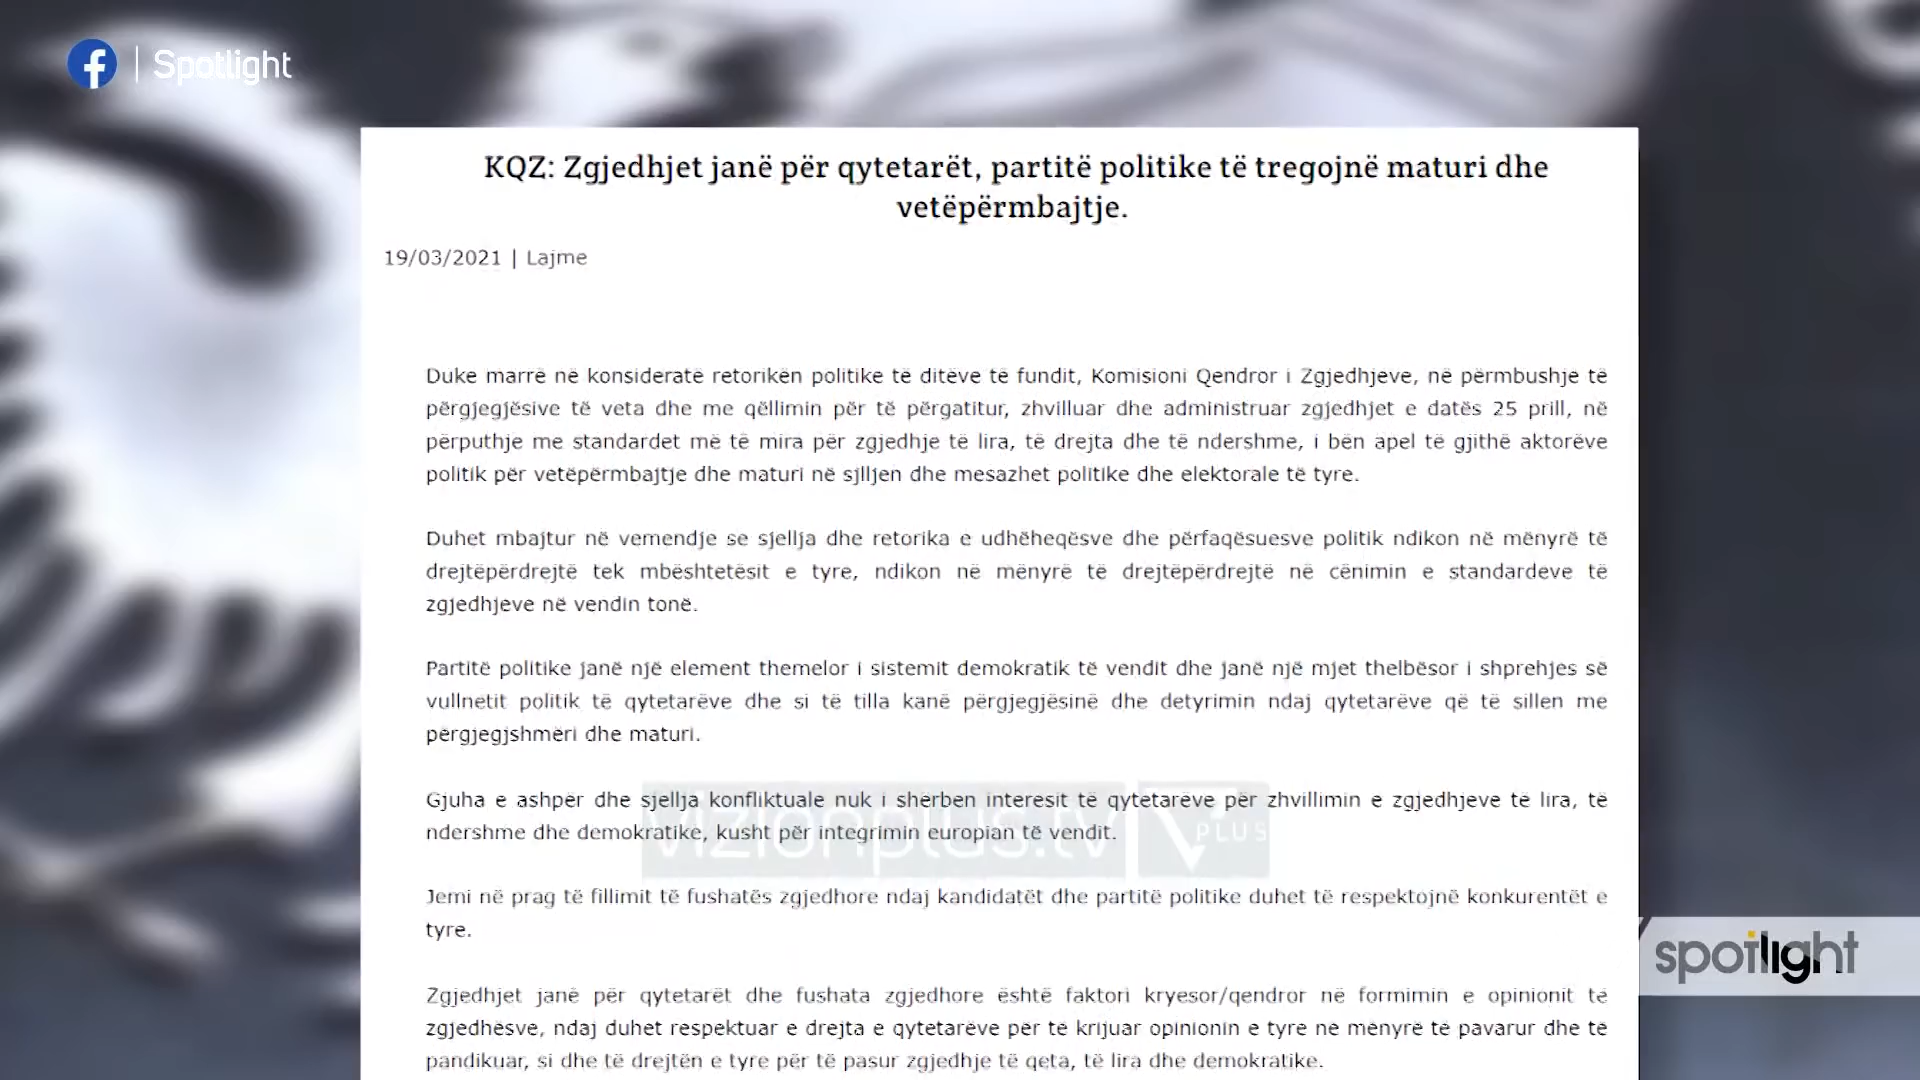 Spotlight
KQZ: Zgjedhjet janë për qytetarët, partitë politike të tregojnë maturi dhe
vetëpërmbajtje.
19/03/2021 | Lajme
Duke marrë në konsideratë retorikën politike të ditëve të fundit, Komisioni Qendror i Zgjedhjeve, në përmbushje të
përgjegjësive të veta dhe me qëllimin për të përgatitur, zhvilluar dhe administruar zgjedhjet e datës 25 prill, në
përputhje me standardet më të mira për zgjedhje të lira, të drejta dhe të ndershme, i bën apel të gjithë aktorëve
politik për vetëpërmbajtje dhe maturi në sjlljen dhe mesazhet politike dhe elektorale të tyre.
Duhet mbajtur në vemendje se sjellja dhe retorika e udhëheqësve dhe përfaqësuesve politik ndikon në mënyrë të
drejtëpërdrejtë tek mbështetësit e tyre, ndikon në mënyrë të drejtëpërdrejtë në cënimin e standardeve të
zgjedhjeve në vendin tonë.
Partitë politike janë një element themelor i sistemit demokratik të vendit dhe janë një mjet thelbësor i shprehjes së
vullnetit politik të qytetarëve dhe si të tilla kanë përgjegjësinë dhe detyrimin ndaj qytetarëve që të sillen me
përgjegjshmëri dhe maturi.
Gjuha e ashpër dhe sjellja konfliktuale nuk i shërben interesit të qytetarëve për zhvillimin e zgjedhjeve të lira, të
ndershme dhe demokratike, kusht për integrimin europian të vendit.
vizionplus.tv PLUS
Jemi në prag të fillimit të fushatës zgjedhore ndaj kandidatët dhe partitë politike duhet të respektojnë konkurentët e
tyre.
spotlight
Zgjedhjet janë për qytetarët dhe fushata zgjedhore është faktori kryesor/qendror në formimin e opinionit të
zgjedhësve, ndaj duhet respektuar e drejta e qytetarëve për të krijuar opinionin e tyre në mënyrë të pavarur dhe të
pandikuar, si dhe të drejtën e tyre për të pasur zgjedhje të qeta, të lira dhe demokratike.